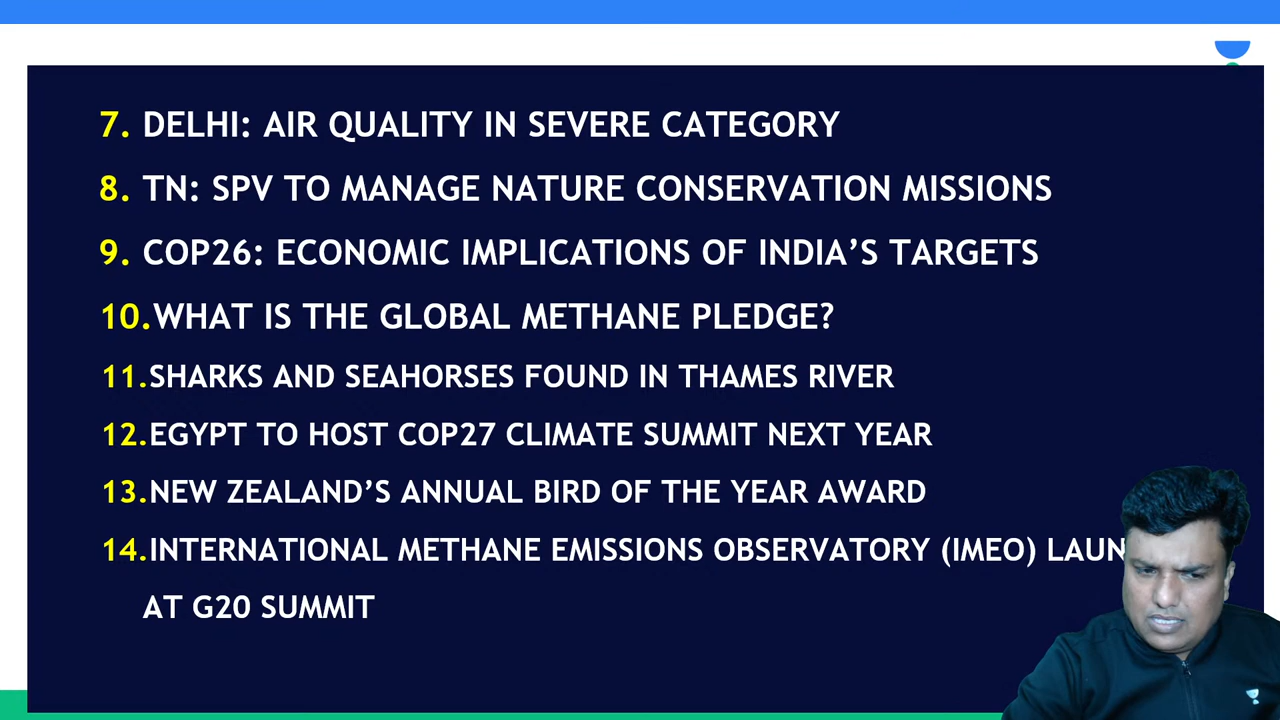 7. DELHI: AIR QUALITY IN SEVERE CATEGORY
8. TN: SPV TO MANAGE NATURE CONSERVATION MISSIONS
9. COP26: ECONOMIC IMPLICATIONS OF INDIA’S TARGETS
10.WHAT IS THE GLOBAL METHANE PLEDGE?
11.SHARKS AND SEAHORSES FOUND IN THAMES RIVER
12.EGYPT TO HOST COP27 CLIMATE SUMMIT NEXT YEAR
13.NEW ZEALAND’S ANNUAL BIRD OF THE YEAR AWARD
14.INTERNATIONAL METHANE EMISSIONS OBSERVATORY (IMEO)
AT G20 SUMMIT